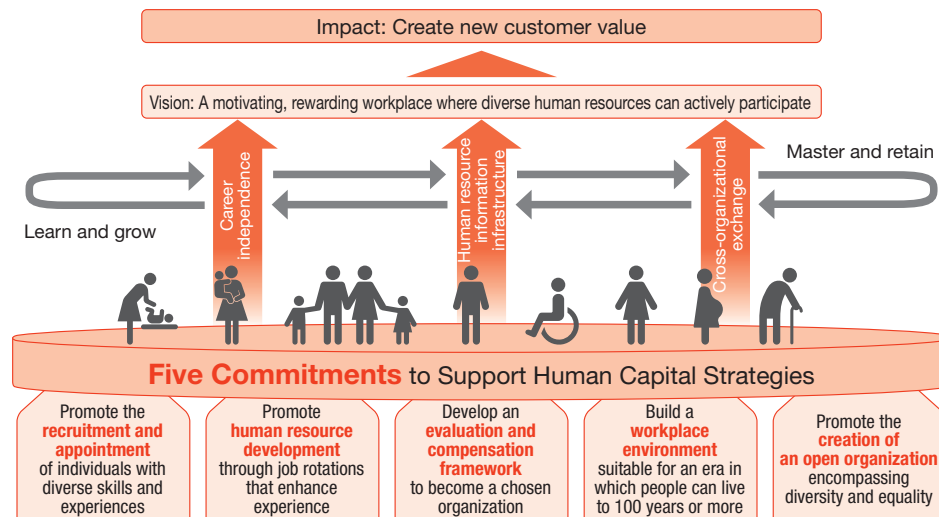 Impact: Create new customer value
Vision: A motivating, rewarding workplace where diverse human resources can actively participate
Career
independence
Human resource
information
infrastructure
Cross-organizational
exchange
Master and retain
Learn and grow
Five Commitments to Support Human Capital Strategies
Promote the
recruitment and
appointment
of individuals with
diverse skills and
experiences
Promote
human resource
development
through job rotations
that enhance
experience
Develop an
evaluation and
compensation
framework
to become a chosen
organization
Build a
workplace
environment
suitable for an era in
which people can live
to 100 years or more
Promote the
creation of
an open organization
encompassing
diversity and equality